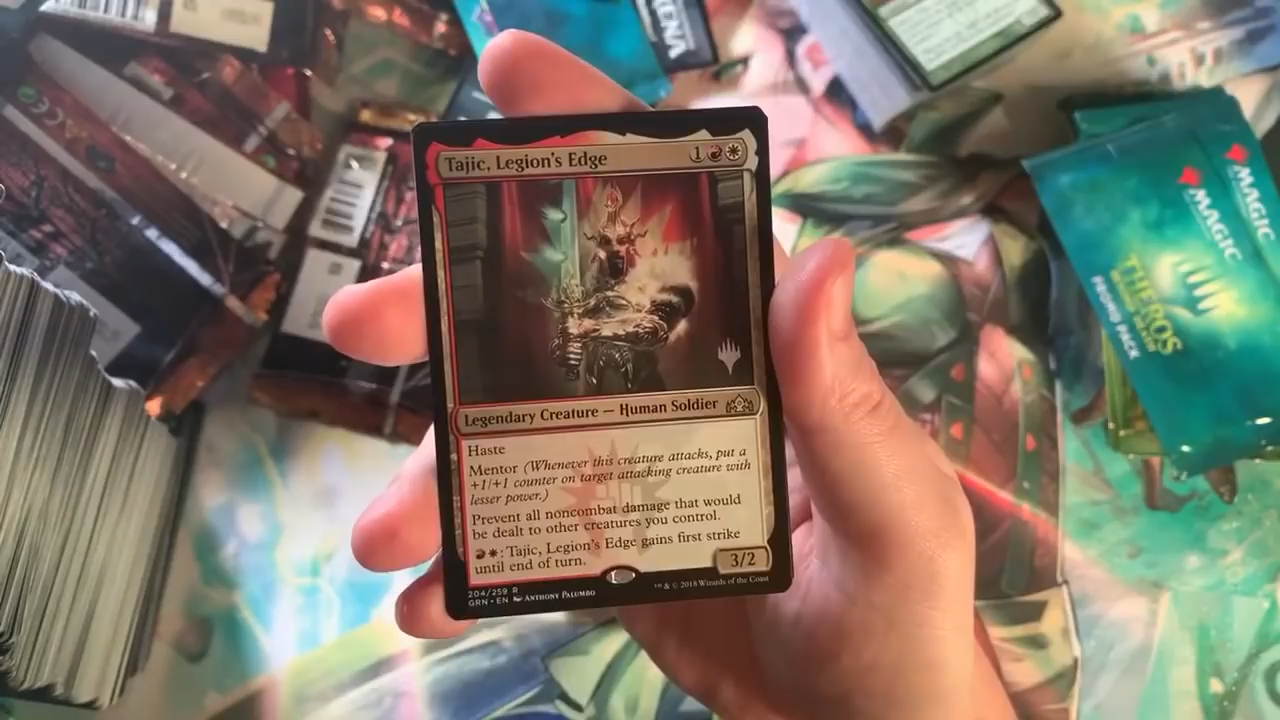 Tajic, Legion's Edge
1
Legendary Creature — Human Soldier
Haste
Mentor (Whenever this creature attacks, put a
+1/+1 counter on target attacking creature with
lesser power.)
Prevent all noncombat damage that would
be dealt to other creatures you control.
: Tajic, Legion's Edge gains first strike
until end of turn.
3/2
204/259 R
GRN • EN ANTHONY PALUMBO
™ & © 2018 Wizards of the Coast
MAGIC
MAGIC
THEROS
PROMO PACK